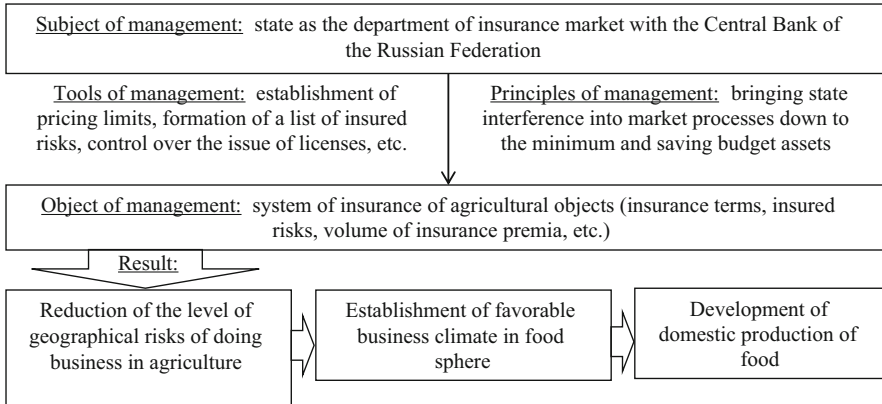 Subject of management: state as the department of insurance market with the Central Bank of
the Russian Federation
Tools of management: establishment of
pricing limits, formation of a list of insured
risks, control over the issue of licenses, etc.
Principles of management: bringing state
interference into market processes down to
the minimum and saving budget assets
Object of management: system of insurance of agricultural objects (insurance terms, insured
risks, volume of insurance premia, etc.)
Result:
Reduction of the level of
geographical risks of doing
business in agriculture
Establishment of favorable
business climate in food
sphere
Development of
domestic production of
food